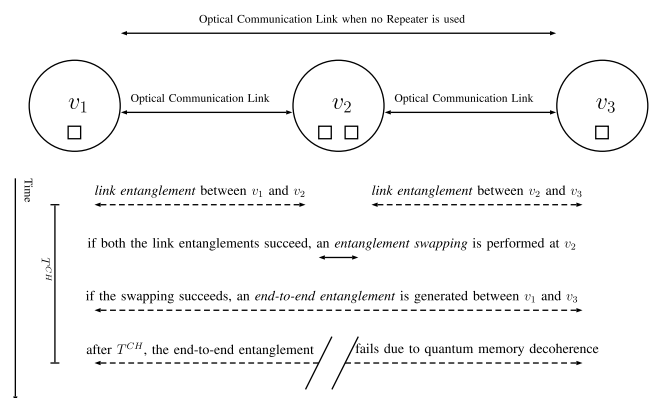 Optical Communication Link when no Repeater is used
v1
Optical Communication Link
v2
Optical Communication Link
v3
Time
link entanglement between v1 and v2
link entanglement between v2 and v3
if both the link entanglements succeed, an entanglement swapping is performed at v2
T^CH
if the swapping succeeds, an end-to-end entanglement is generated between v1 and v3
after T^CH, the end-to-end entanglement
fails due to quantum memory decoherence